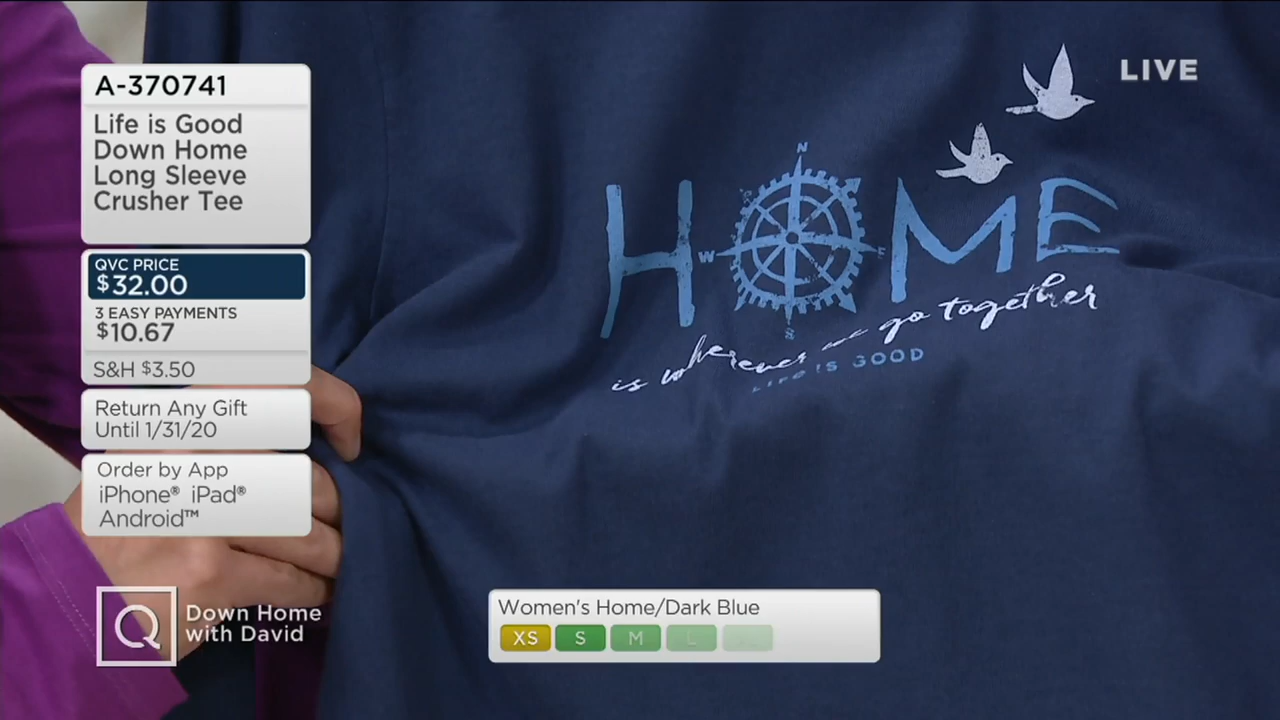 A-370741
Life is Good
Down Home
Long Sleeve
Crusher Tee
QVC PRICE
$32.00
3 EASY PAYMENTS
$10.67
S&H $3.50
Return Any Gift
Until 1/31/20
Order by App
iPhone® iPad®
Android™
Q
Down Home
with David
LIVE
N
HOME
W
E
S
is wherever we go together
LIFE IS GOOD
Women's Home/Dark Blue
XS S M L